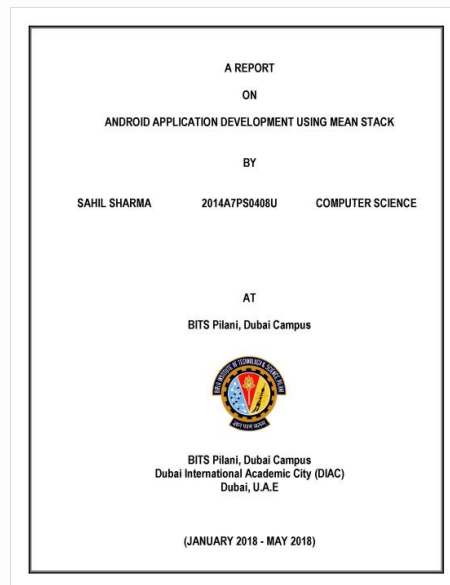 A REPORT
ON
ANDROID APPLICATION DEVELOPMENT USING MEAN STACK
BY
SAHIL SHARMA 2014A7PS0408U COMPUTER SCIENCE
AT
BITS Pilani, Dubai Campus
BITS Pilani, Dubai Campus
Dubai International Academic City (DIAC)
Dubai, U.A.E
(JANUARY 2018 - MAY 2018)